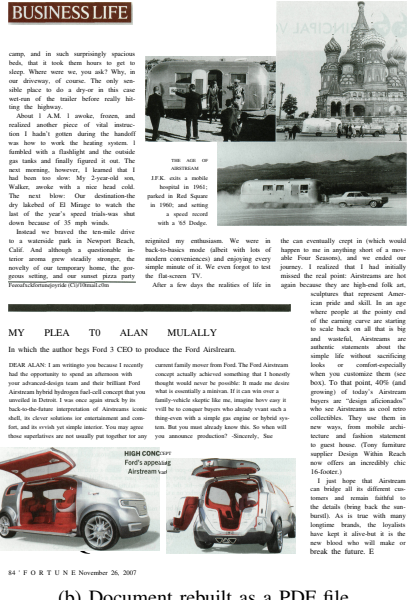 BUSINESS LIFE
camp, and in such surprisingly spacious
beds, that it took them hours to get to
sleep. Where were we, you ask? Why, in
our driveway, of course. The only sen-
sible place to do a dry-or in this case
wet-run of the trailer before really hit-
ting the highway.
About 1 A.M. 1 awoke, frozen, and
realized another piece of vital instruc-
tion I hadn't gotten during the handoff
was how to work the heating system. 1
fumbled with a flashlight and the outside
gas tanks and finally figured it out. The
next morning, however, I learned that I
had been too slow: My 2-year-old son,
Walker, awoke with a nice head cold.
The next blow: Our destination-the
dry lakebed of El Mirage to watch the
last of the year's speed trials-was shut
down because of 35 mph winds.
Instead we braved the ten-mile drive
to a waterside park in Newport Beach,
Calif. And although a questionable in-
terior aroma grew steadily stronger, the
novelty of our temporary home, the gor-
geous setting, and our sunset pizza party
THE AGE OF
AIRSTREAM
J.F.K. exits a mobile
hospital in 1961;
parked in Red Square
in 1960; and setting
a speed record
with a '65 Dodge.
reignited my enthusiasm. We were in
back-to-basics mode (albeit with lots of
modern conveniences) and enjoying every
simple minute of it. We even forgot to test
the flat-screen TV.
After a few days the realities of life in
the can eventually crept in (which would
happen to me in anything short of a mov-
able Four Seasons), and we ended our
journey. I realized that I had initially
missed the real point: Airstreams are hot
again because they are high-end folk art,
sculptures that represent Amer-
ican pride and skill. In an age
where people at the pointy end
of the earning curve are starting
to scale back on all that is big
and wasteful, Airstreams are
authentic statements about the
simple life without sacrificing
looks or comfort-especially
when you customize them (see
box). To that point, 40% (and
growing) of today's Airstream
buyers are "design aficionados"
who see Airstreams as cool retro
collectibles. They use them in
new ways, from mobile archi-
tecture and fashion statement
to guest house. (Tony furniture
supplier Design Within Reach
now offers an incredibly chic
16-footer.)
I just hope that Airstream
can bridge all its different cus-
tomers and remain faithful to
the details (bring back the sun-
burst!). As is true with many
longtime brands, the loyalists
have kept it alive-but it is the
new blood who will make or
break the future. E
MY PLEA T0 ALAN MULALLY
In which the author begs Ford 3 CEO to produce the Ford Airslream.
DEAR ALAN: I am writingto you because I recently
had the opportunity to spend an afternoon with
your advanced-design team and their brilliant Ford
Airstream hybrid hydrogen fuel-cell concept that you
unveiled in Detroit. I was once again struck by its
back-to-the-future interpretation of Airstreams iconic
shell, its clever solutions ior entertainment and com-
fort, and its svvish yet simple interior. You may agree
those superlatives are not usually put together tor any
current family mover from Ford. The Ford Airstream
concept actually achieved something that I honestly
thought would never be possible: It made me desire
what is essentially a minivan. If it can win over a
family-vehicle skeptic like me, imagine hovv easy it
vvill be to conquer buyers who already vvant such a
thing-even with a simple gas engine or hybrid sys-
tem. But you must already know this. So when will
you announce production? -Sincerely, Sue
HIGH CONCEPT
Ford's appealing
Airstream
84 ' F O R T U N E November 26, 2007
(b) Document rebuilt as a PDF file